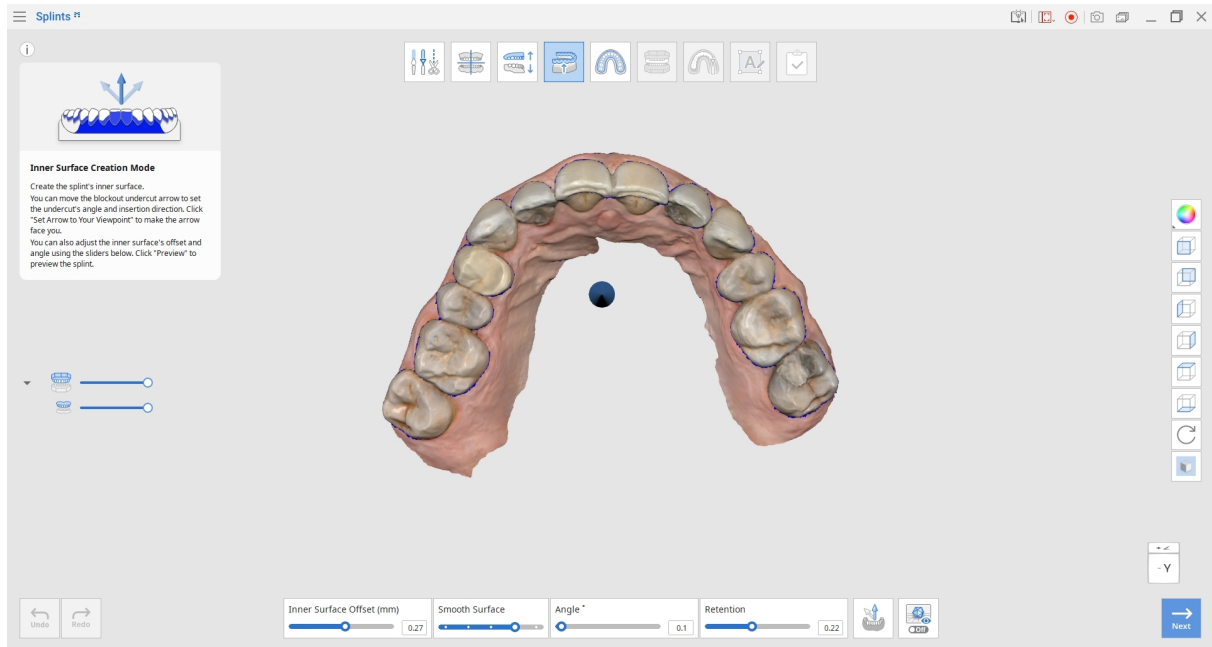 Splints
Inner Surface Creation Mode
Create the splint's inner surface.
You can move the blockout undercut arrow to set
the undercut's angle and insertion direction. Click
"Set Arrow to Your Viewpoint" to make the arrow
face you.
You can also adjust the inner surface's offset and
angle using the sliders below. Click "Preview" to
preview the splint.
- Y
Undo
Redo
Inner Surface Offset (mm)
0.27
Smooth Surface
Angle °
0.1
Retention
0.22
Off
Next